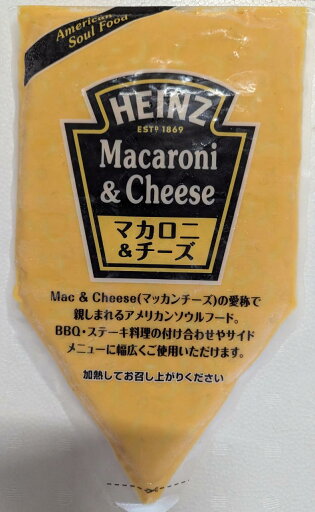 American
Soul Food
HEINZ
ESTD 1869
Macaroni
& Cheese
マカロニ
&チーズ
Mac & Cheese(マッカンチーズ)の愛称で
親しまれるアメリカンソウルフード。
BBQ・ステーキ料理の付け合わせやサイド
メニューに幅広くご使用いただけます。
加熱してお召し上がりください